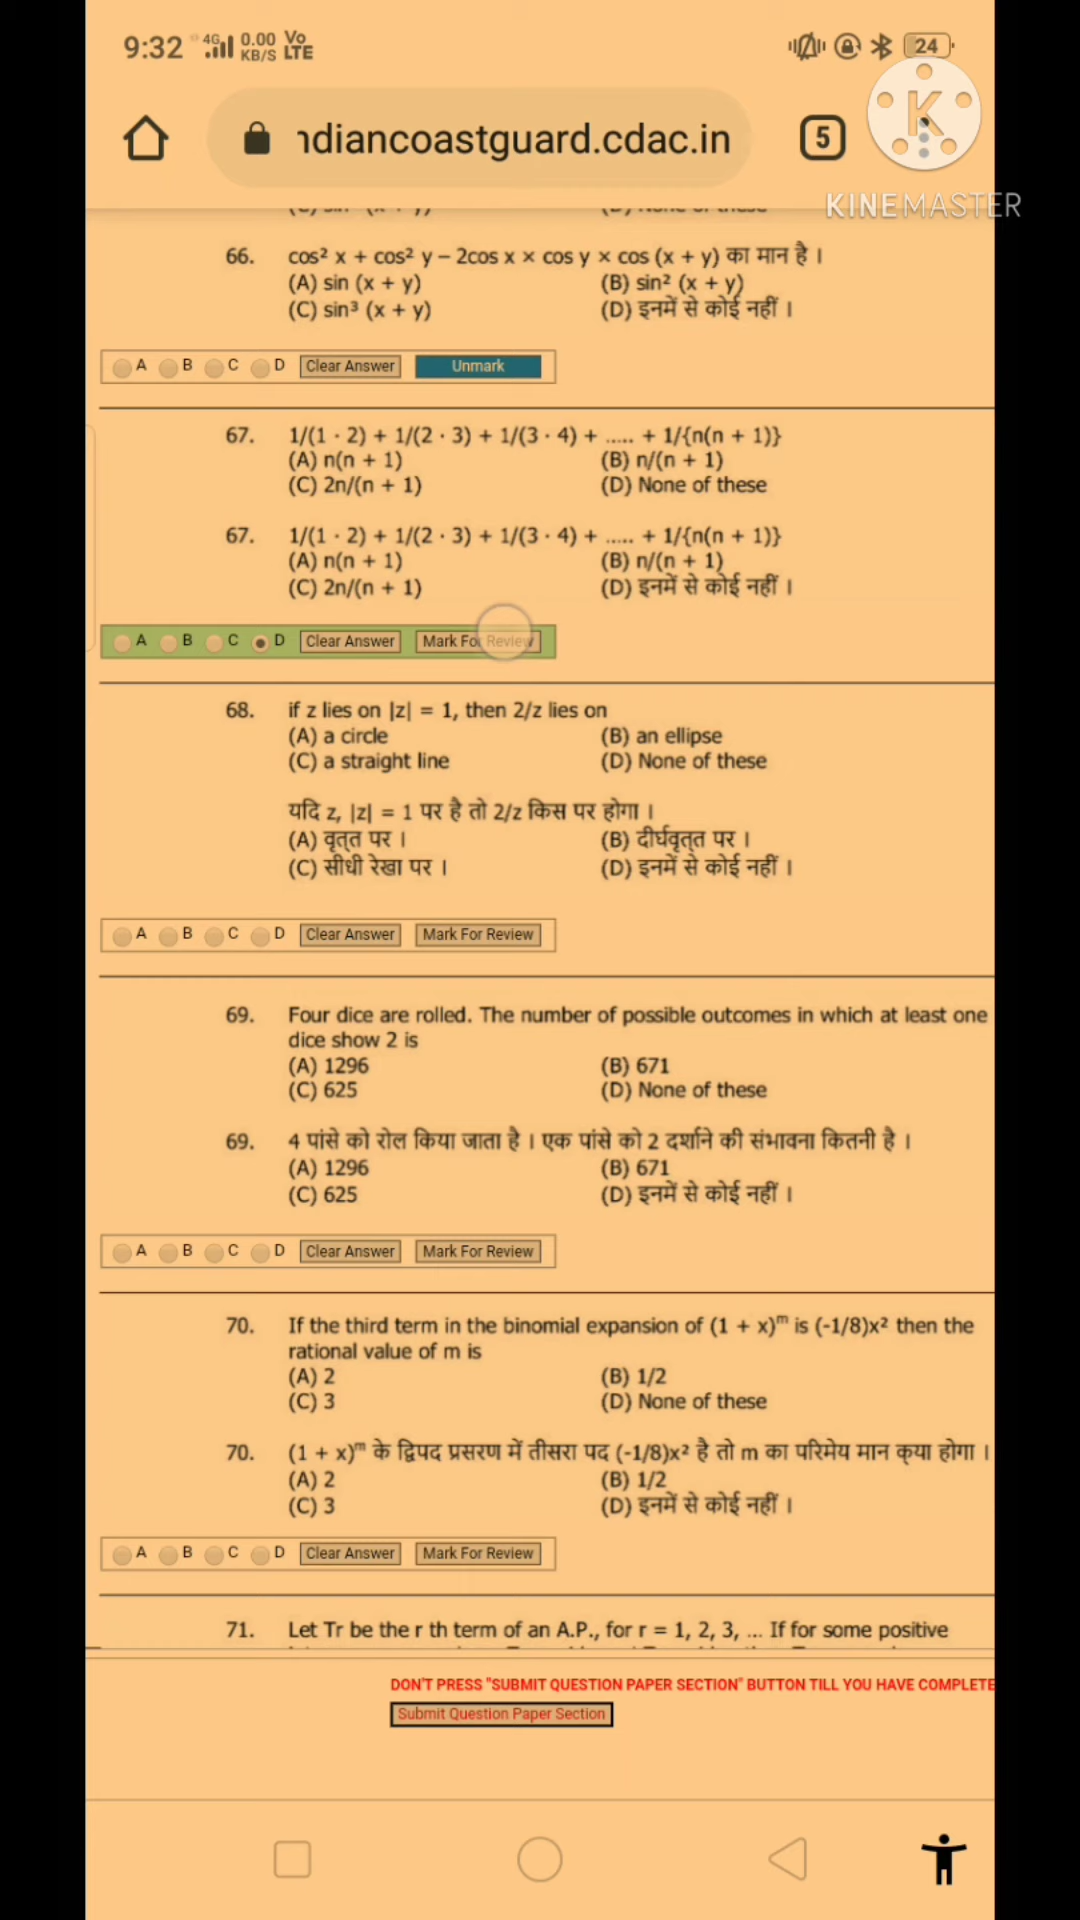 9:32 4G 0.00 KB/S Vo LTE 24
ndiancoastguard.cdac.in 5 K
KINEMASTER
66. cos² x + cos² y – 2cos x × cos y × cos (x + y) का मान है ।
(A) sin (x + y) (B) sin² (x + y)
(C) sin³ (x + y) (D) इनमें से कोई नहीं ।
A B C D Clear Answer Unmark
67. 1/(1 · 2) + 1/(2 · 3) + 1/(3 · 4) + ..... + 1/{n(n + 1)}
(A) n(n + 1) (B) n/(n + 1)
(C) 2n/(n + 1) (D) None of these
67. 1/(1 · 2) + 1/(2 · 3) + 1/(3 · 4) + ..... + 1/{n(n + 1)}
(A) n(n + 1) (B) n/(n + 1)
(C) 2n/(n + 1) (D) इनमें से कोई नहीं ।
A B C D Clear Answer Mark For Review
68. if z lies on |z| = 1, then 2/z lies on
(A) a circle (B) an ellipse
(C) a straight line (D) None of these
यदि z, |z| = 1 पर है तो 2/z किस पर होगा ।
(A) वृत्त पर । (B) दीर्घवृत्त पर ।
(C) सीधी रेखा पर । (D) इनमें से कोई नहीं ।
A B C D Clear Answer Mark For Review
69. Four dice are rolled. The number of possible outcomes in which at least one
dice show 2 is
(A) 1296 (B) 671
(C) 625 (D) None of these
69. 4 पांसे को रोल किया जाता है । एक पांसे को 2 दर्शाने की संभावना कितनी है ।
(A) 1296 (B) 671
(C) 625 (D) इनमें से कोई नहीं ।
A B C D Clear Answer Mark For Review
70. If the third term in the binomial expansion of (1 + x)ᵐ is (-1/8)x² then the
rational value of m is
(A) 2 (B) 1/2
(C) 3 (D) None of these
70. (1 + x)ᵐ के द्विपद प्रसरण में तीसरा पद (-1/8)x² है तो m का परिमेय मान क्या होगा ।
(A) 2 (B) 1/2
(C) 3 (D) इनमें से कोई नहीं ।
A B C D Clear Answer Mark For Review
71. Let Tr be the r th term of an A.P., for r = 1, 2, 3, ... If for some positive
DON'T PRESS "SUBMIT QUESTION PAPER SECTION" BUTTON TILL YOU HAVE COMPLETE
Submit Question Paper Section